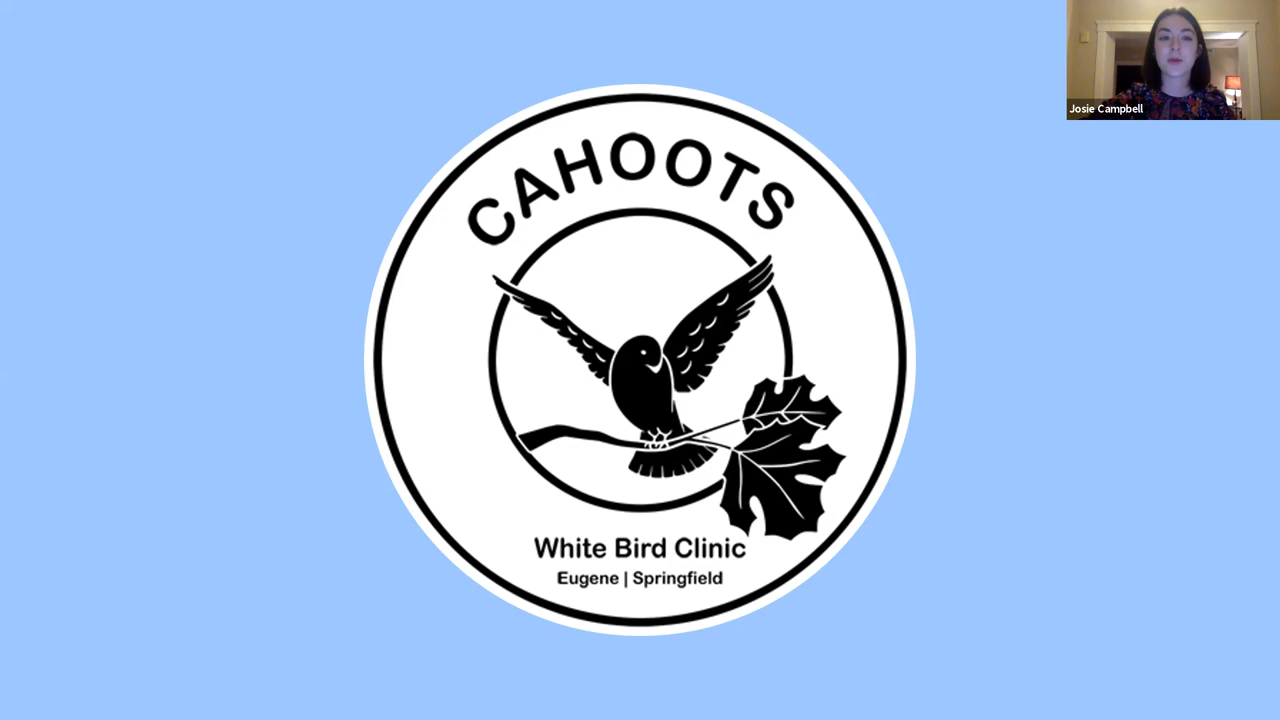 CAHOOTS
White Bird Clinic
Eugene | Springfield
Josie Campbell